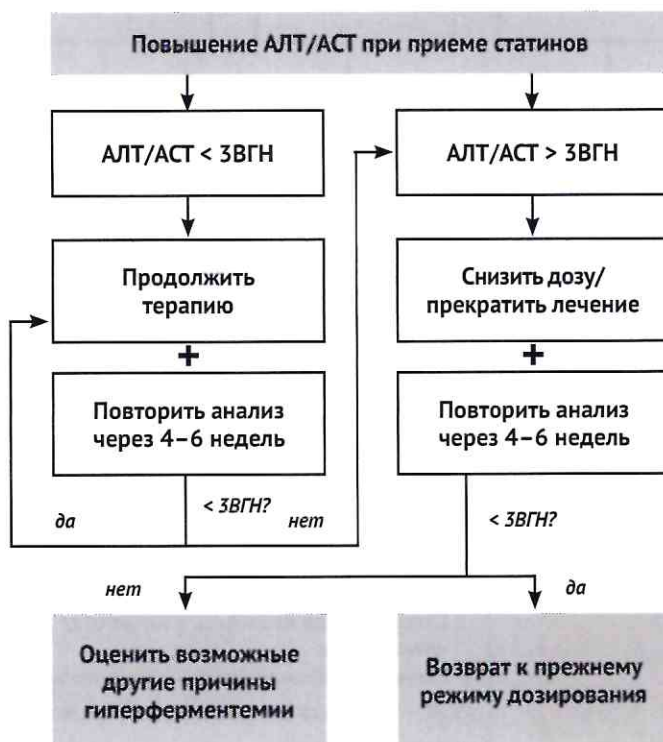 Повышение АЛТ/АСТ при приеме статинов
АЛТ/АСТ < 3ВГН
АЛТ/АСТ > 3ВГН
Продолжить
терапию
Снизить дозу/
прекратить лечение
+
+
Повторить анализ
через 4–6 недель
Повторить анализ
через 4–6 недель
да
< 3ВГН?
нет
< 3ВГН?
нет
да
Оценить возможные
другие причины
гиперферментемии
Возврат к прежнему
режиму дозирования